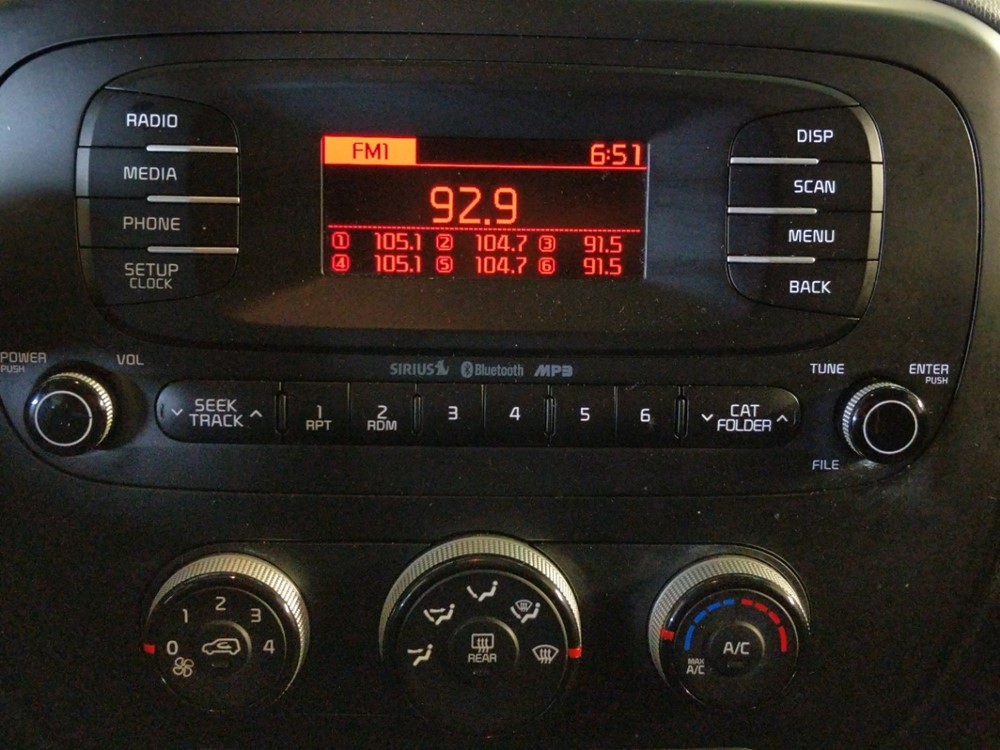 RADIO
MEDIA
PHONE
SETUP
CLOCK
FM1 6:51
92.9
1 105.1 2 104.7 3 91.5
4 105.1 5 104.7 6 91.5
DISP
SCAN
MENU
BACK
POWER
PUSH
VOL
SIRIUS Bluetooth MP3
TUNE
ENTER
PUSH
SEEK
TRACK
1
RPT
2
RDM
3
4
5
6
CAT
FOLDER
FILE
0 1 2 3 4
REAR
A/C
MAX
A/C